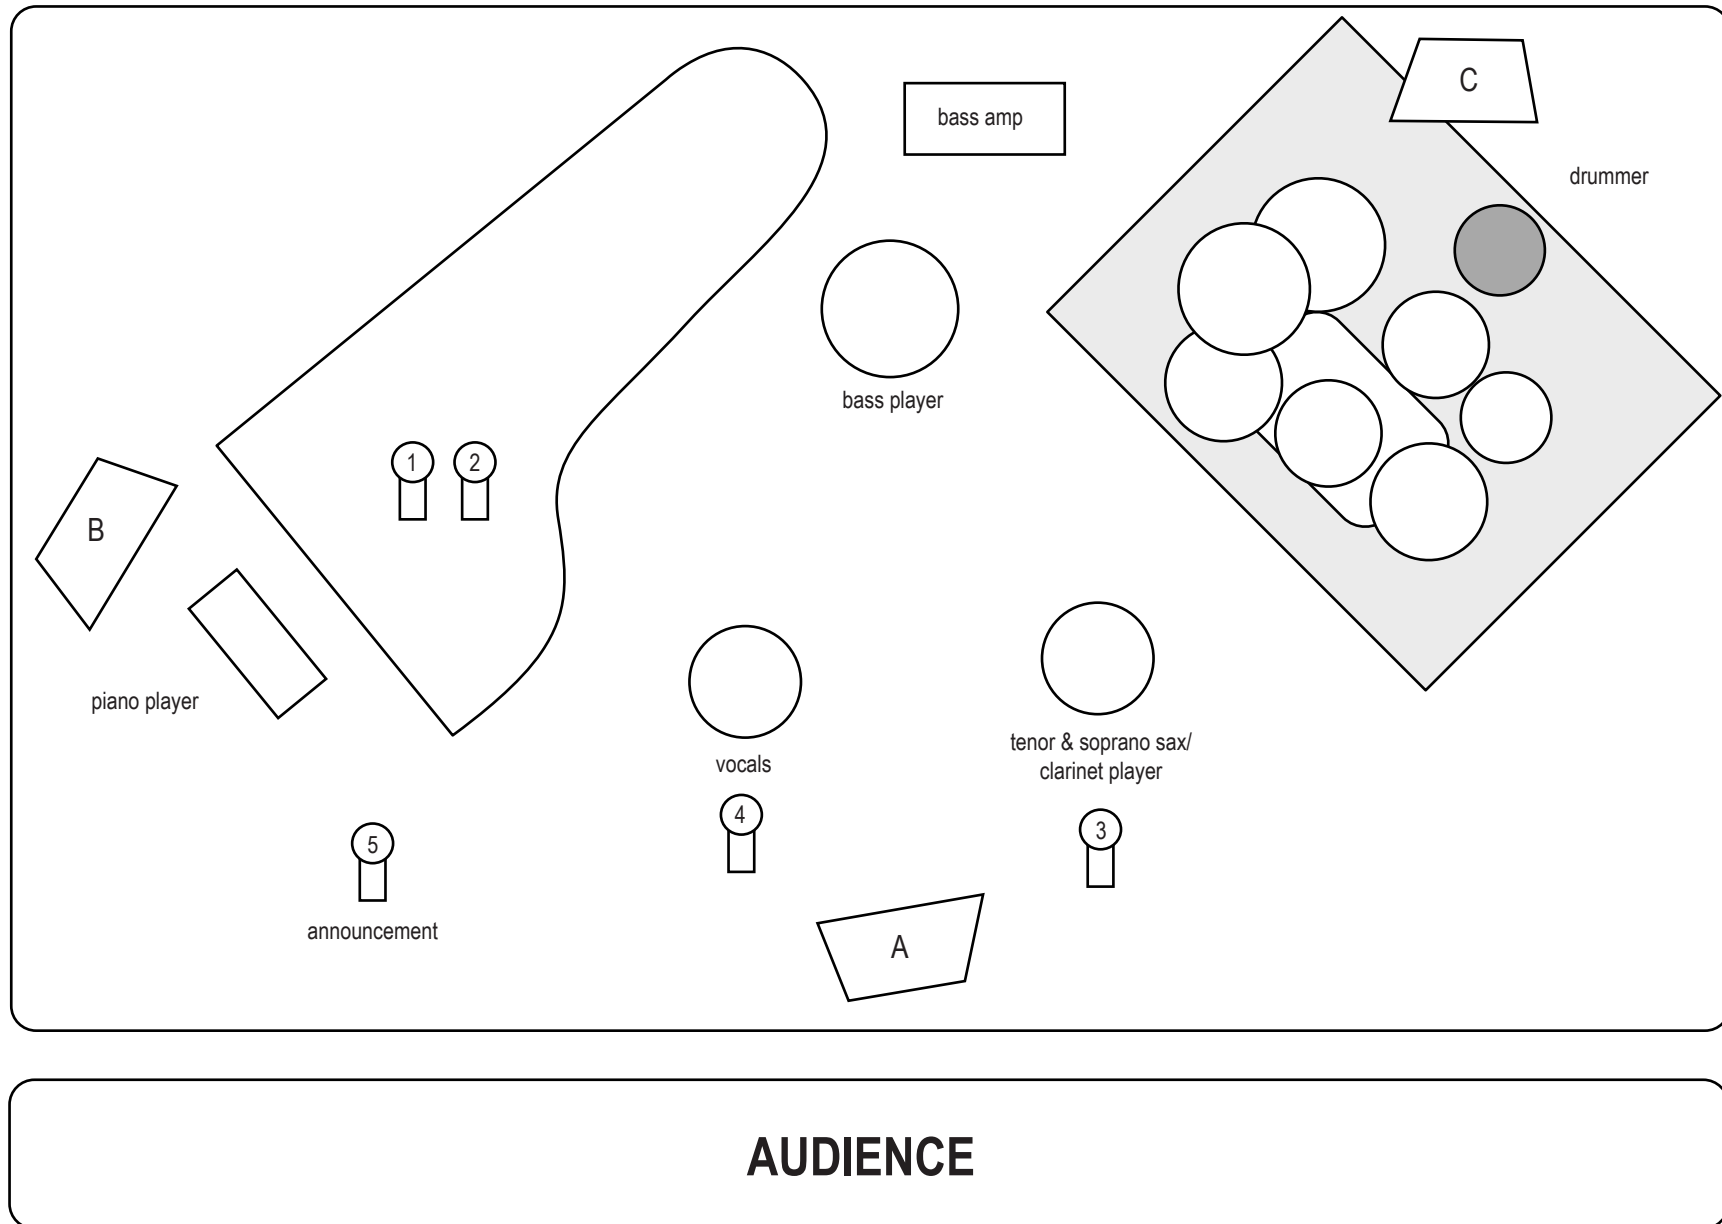 C
bass amp
drummer
bass player
1
2
B
piano player
tenor & soprano sax/
clarinet player
vocals
4
3
5
announcement
A
AUDIENCE